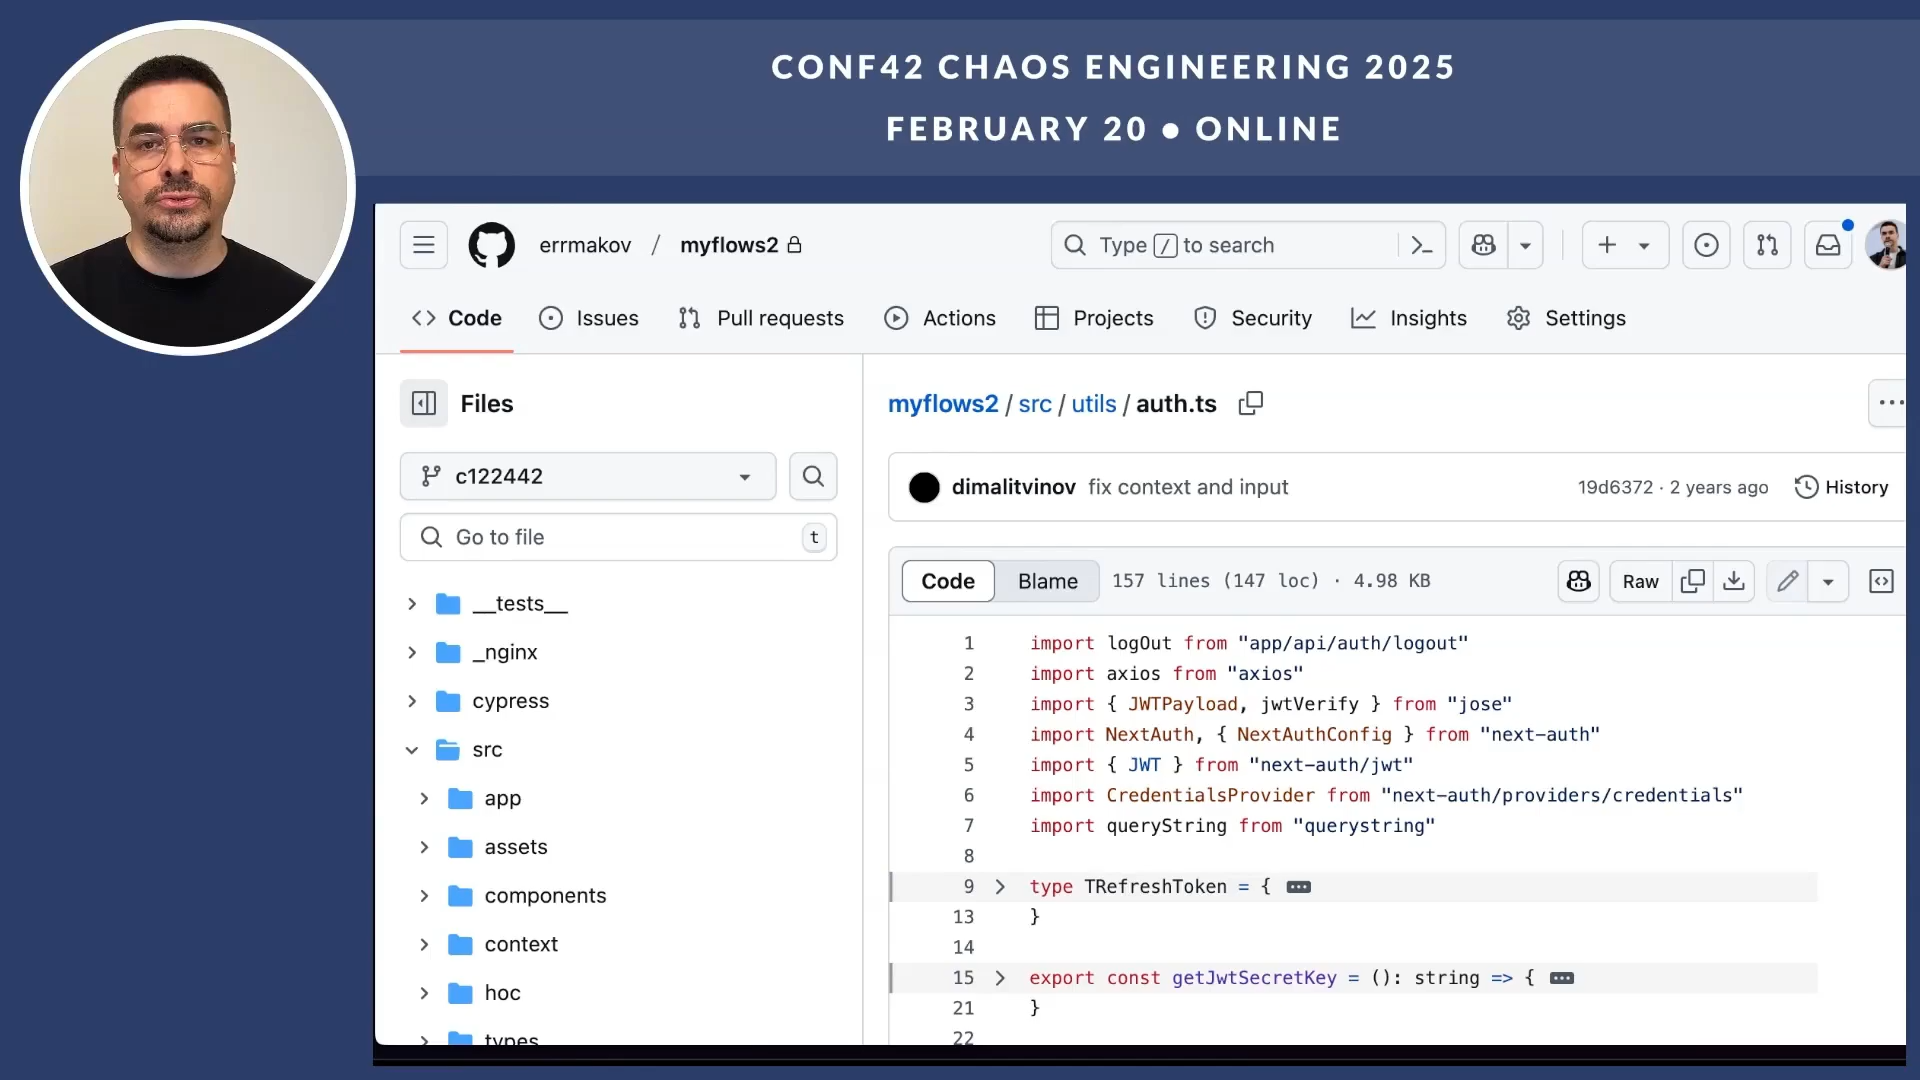 CONF42 CHAOS ENGINEERING 2025
FEBRUARY 20 ● ONLINE
errmakov / myflows2
Type / to search
Code Issues Pull requests Actions Projects Security Insights Settings
Files
myflows2 / src / utils / auth.ts
c122442
dimalitvinov fix context and input 19d6372 · 2 years ago History
Go to file t
Code Blame 157 lines (147 loc) · 4.98 KB Raw
__tests__
_nginx
cypress
src
app
assets
components
context
hoc
types
1 import logOut from "app/api/auth/logout"
2 import axios from "axios"
3 import { JWTPayload, jwtVerify } from "jose"
4 import NextAuth, { NextAuthConfig } from "next-auth"
5 import { JWT } from "next-auth/jwt"
6 import CredentialsProvider from "next-auth/providers/credentials"
7 import queryString from "querystring"
8
9 type TRefreshToken = { ...
13 }
14
15 export const getJwtSecretKey = (): string => { ...
21 }
22